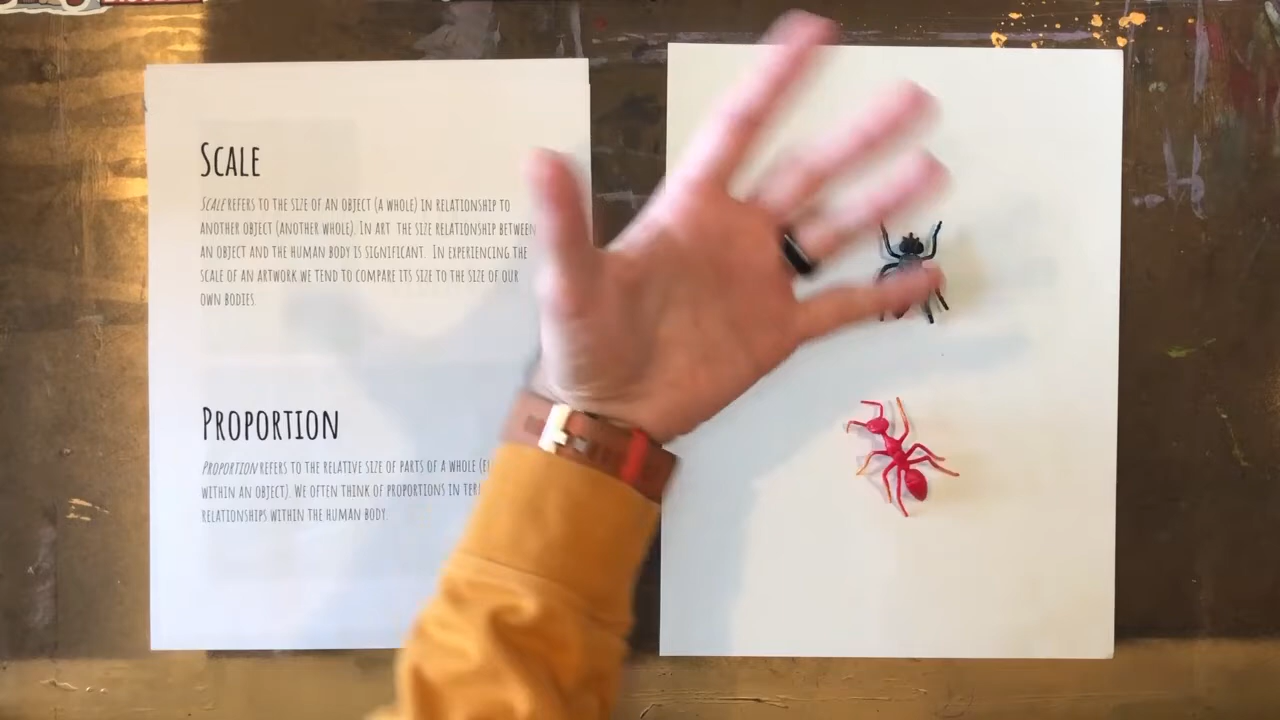 SCALE
SCALE REFERS TO THE SIZE OF AN OBJECT (A WHOLE) IN RELATIONSHIP TO
ANOTHER OBJECT (ANOTHER WHOLE). IN ART THE SIZE RELATIONSHIP BETWEEN
AN OBJECT AND THE HUMAN BODY IS SIGNIFICANT. IN EXPERIENCING THE
SCALE OF AN ARTWORK WE TEND TO COMPARE ITS SIZE TO THE SIZE OF OUR
OWN BODIES.
PROPORTION
PROPORTION REFERS TO THE RELATIVE SIZE OF PARTS OF A WHOLE
WITHIN AN OBJECT). WE OFTEN THINK OF PROPORTIONS IN
RELATIONSHIPS WITHIN THE HUMAN BODY.